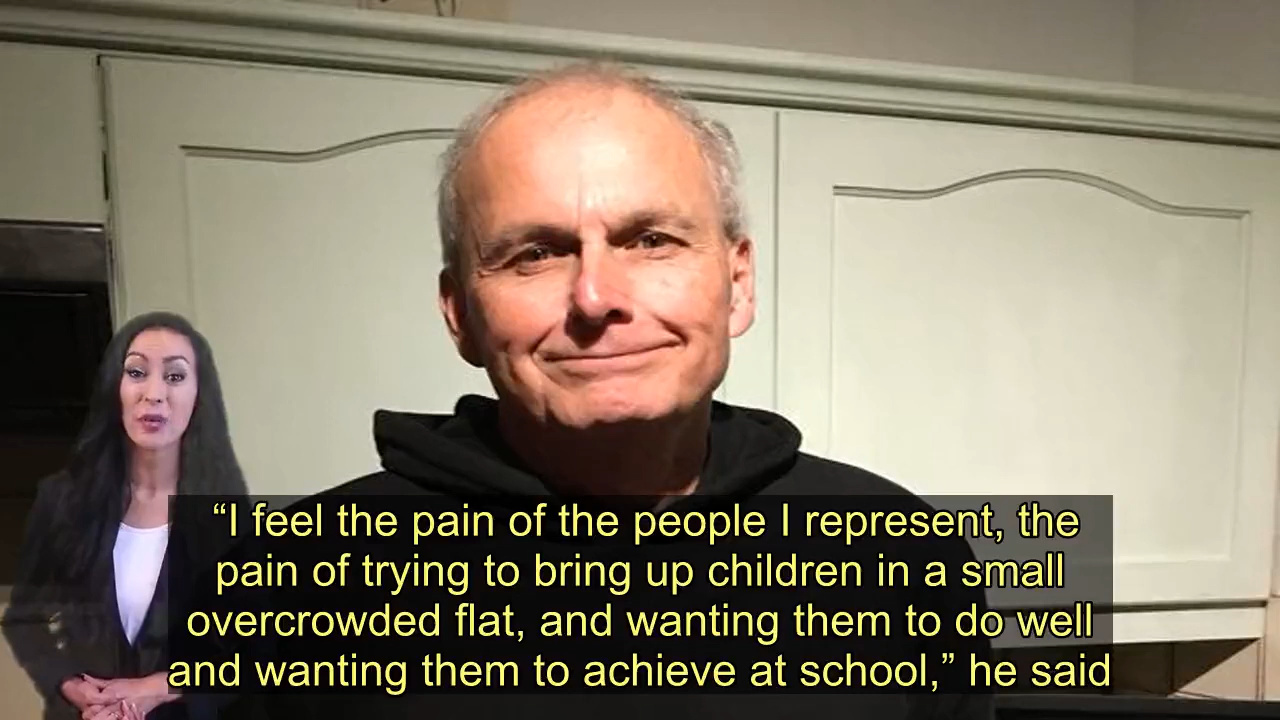 “I feel the pain of the people I represent, the
pain of trying to bring up children in a small
overcrowded flat, and wanting them to do well
and wanting them to achieve at school,” he said